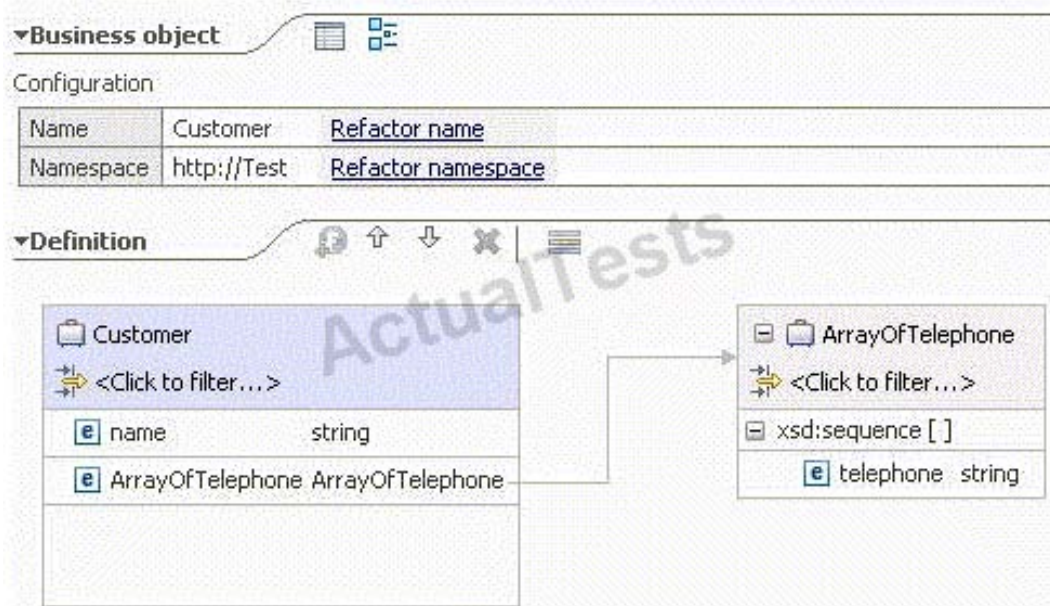 Business object
Configuration
Name Customer Refactor name
Namespace http://Test Refactor namespace
Definition
ActualTests
Customer
<Click to filter...>
name string
ArrayOfTelephone ArrayOfTelephone
ArrayOfTelephone
<Click to filter...>
xsd:sequence [ ]
e telephone string